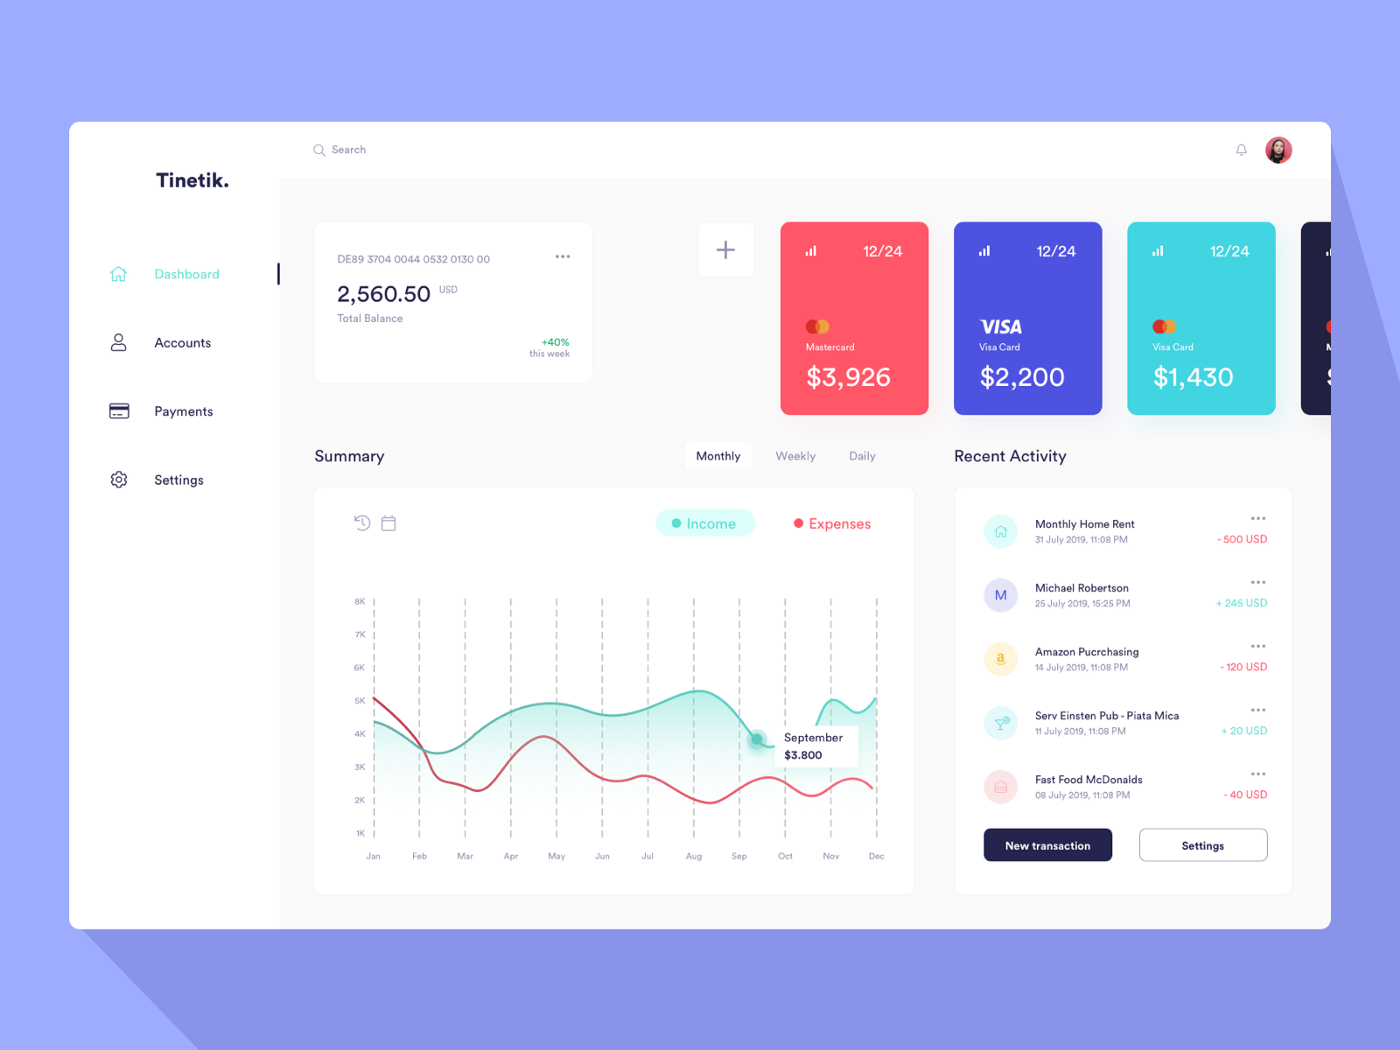 Search
Tinetik.
Dashboard
Accounts
Payments
Settings
DE89 3704 0044 0532 0130 00
2,560.50 USD
Total Balance
+40%
this week
12/24
Mastercard
$3,926
12/24
VISA
Visa Card
$2,200
12/24
Visa Card
$1,430
Summary
Monthly Weekly Daily
Income Expenses
8K
7K
6K
5K
4K
3K
2K
1K
Jan Feb Mar Apr May Jun Jul Aug Sep Oct Nov Dec
September
$3.800
Recent Activity
Monthly Home Rent
31 July 2019, 11:08 PM
- 500 USD
M
Michael Robertson
25 July 2019, 15:25 PM
+ 245 USD
a
Amazon Pucrchasing
14 July 2019, 11:08 PM
- 120 USD
Serv Einsten Pub - Piata Mica
11 July 2019, 11:08 PM
+ 20 USD
Fast Food McDonalds
08 July 2019, 11:08 PM
- 40 USD
New transaction
Settings